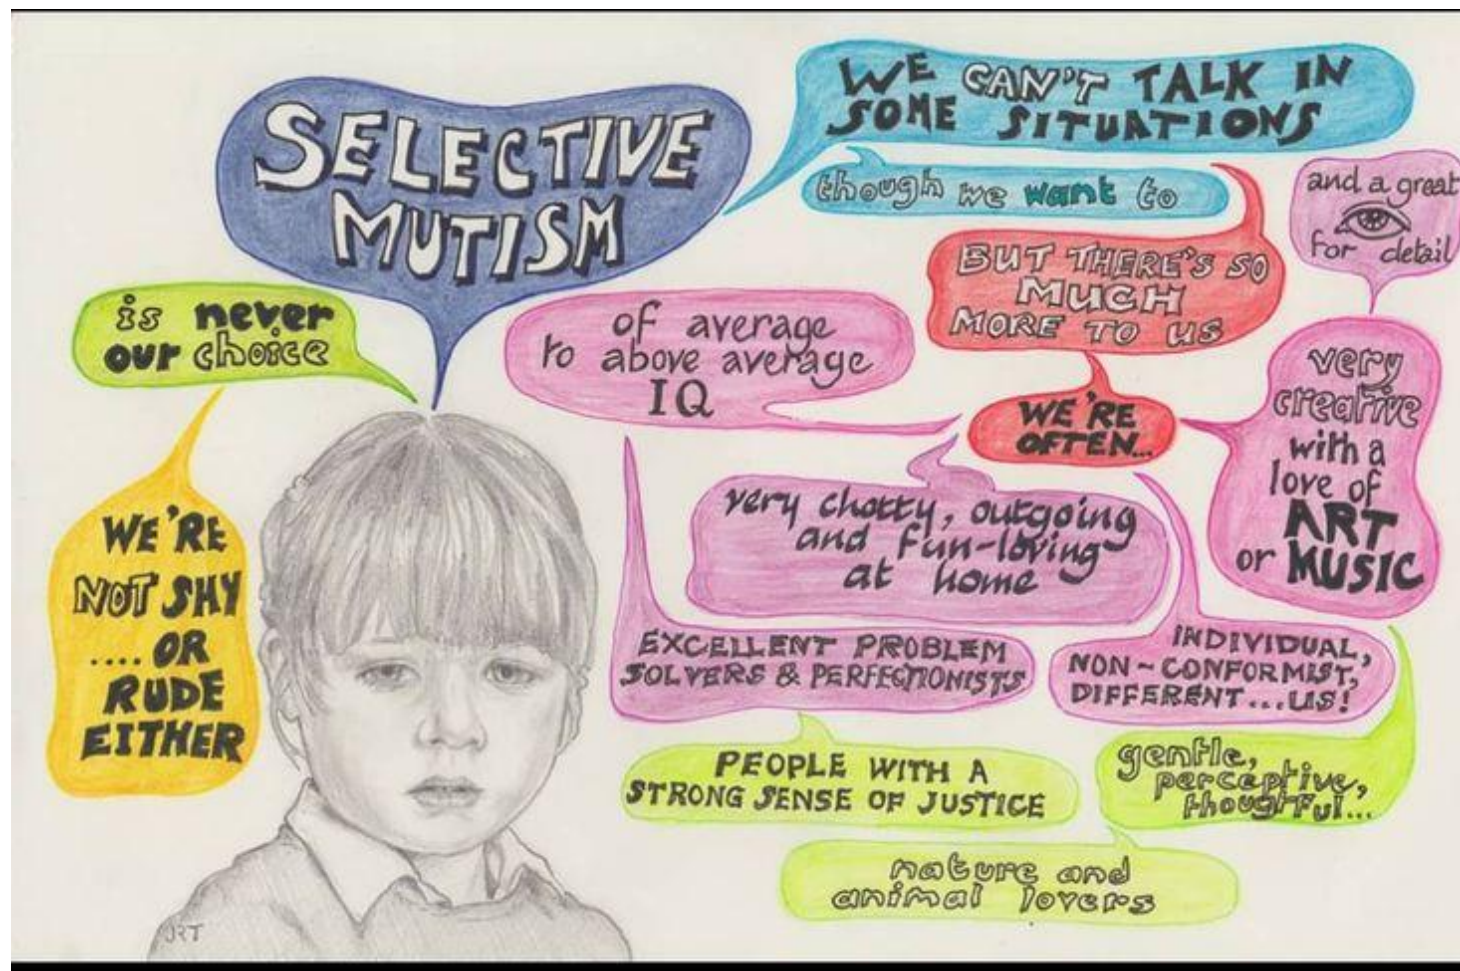 SELECTIVE
MUTISM
is never
our choice
WE'RE
NOT SHY
.... OR
RUDE
EITHER
WE CAN'T TALK IN
SOME SITUATIONS
though we want to
BUT THERE'S SO
MUCH
MORE TO US
WE'RE
OFTEN...
of average
to above average
IQ
very chatty, outgoing
and fun-loving
at home
very
creative
with a
love of
ART
or MUSIC
and a great
for detail
EXCELLENT PROBLEM
SOLVERS & PERFECTIONISTS
INDIVIDUAL,
NON-CONFORMIST,
DIFFERENT...US!
PEOPLE WITH A
STRONG SENSE OF JUSTICE
gentle,
perceptive,
thoughtful...
nature and
animal lovers
JRT